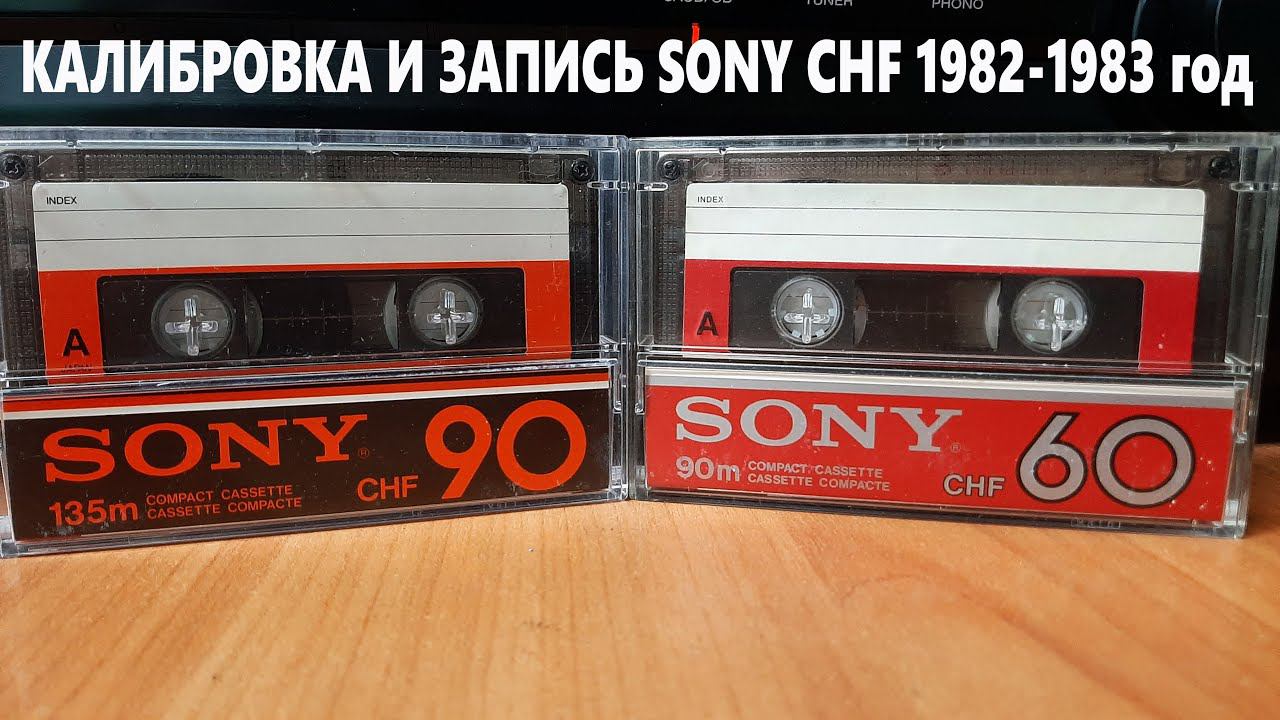 TUNER
PHONO
КАЛИБРОВКА И ЗАПИСЬ SONY CHF 1982-1983 год
INDEX
A
SONY®
CHF 90
135m COMPACT CASSETTE
CASSETTE COMPACTE
INDEX
A
SONY®
CHF 60
90m COMPACT CASSETTE
CASSETTE COMPACTE